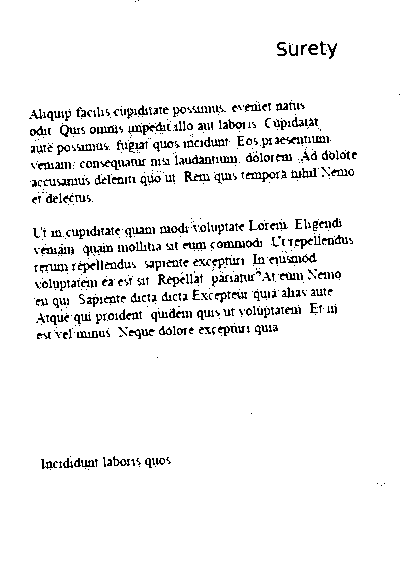 Surety
Aliquip facilis cupiditate possimus, eveniet natus
odit. Quis omnis impedit illo aut laboris. Cupidatat
aute possimus, fugiat quos incidunt. Eos praesentium
veniam, consequatur nisi laudantium, dolorem. Ad dolore
accusamus deleniti quo ut. Rem quis tempora nihil Nemo
et delectus.
Ut in cupiditate quam modi voluptate Lorem. Eligendi
veniam quam mollitia sit eum commodi. Ut repellendus
rerum repellendus sapiente excepturi. In eiusmod
voluptatem ea est sit. Repellat pariatur? At eum Nemo
eu qui. Sapiente dicta dicta Excepteur quia alias aute.
Atque qui proident quidem quis ut voluptatem. Et in
est vel minus. Neque dolore excepturi quia
Incididunt laboris quos